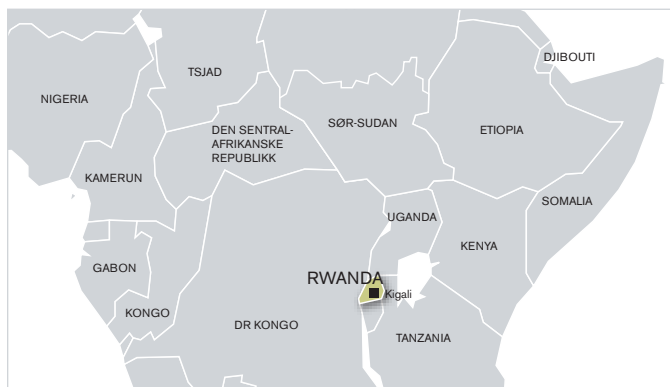 DJIBOUTI
TSJAD
NIGERIA
SØR-SUDAN
ETIOPIA
DEN SENTRAL-
AFRIKANSKE
REPUBLIKK
KAMERUN
SOMALIA
UGANDA
KENYA
GABON
RWANDA
Kigali
KONGO
DR KONGO
TANZANIA